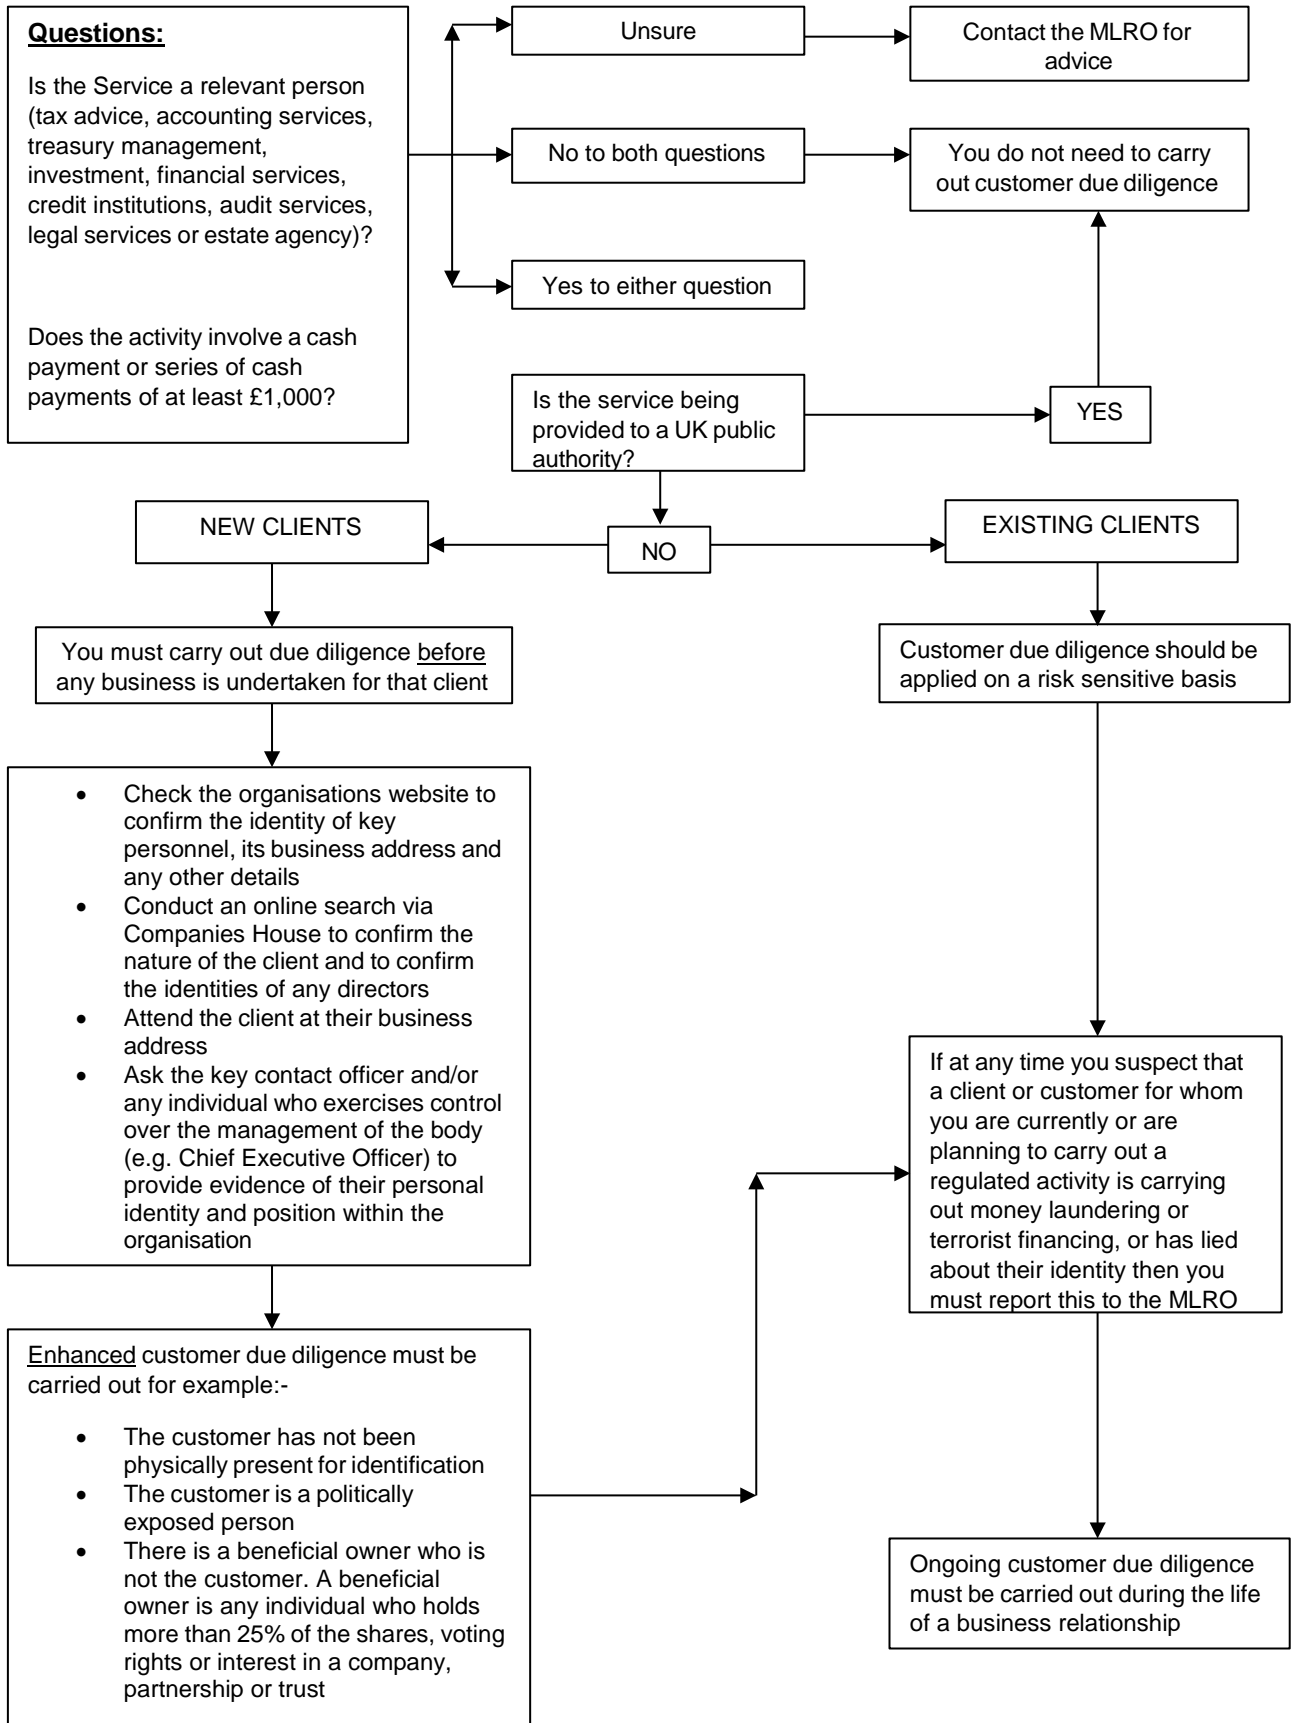 Questions:
Is the Service a relevant person
(tax advice, accounting services,
treasury management,
investment, financial services,
credit institutions, audit services,
legal services or estate agency)?
Does the activity involve a cash
payment or series of cash
payments of at least £1,000?
Unsure
Contact the MLRO for
advice
No to both questions
You do not need to carry
out customer due diligence
Yes to either question
Is the service being
provided to a UK public
authority?
YES
NO
NEW CLIENTS
EXISTING CLIENTS
You must carry out due diligence before
any business is undertaken for that client
Customer due diligence should be
applied on a risk sensitive basis
• Check the organisations website to
confirm the identity of key
personnel, its business address and
any other details
• Conduct an online search via
Companies House to confirm the
nature of the client and to confirm
the identities of any directors
• Attend the client at their business
address
• Ask the key contact officer and/or
any individual who exercises control
over the management of the body
(e.g. Chief Executive Officer) to
provide evidence of their personal
identity and position within the
organisation
If at any time you suspect that
a client or customer for whom
you are currently or are
planning to carry out a
regulated activity is carrying
out money laundering or
terrorist financing, or has lied
about their identity then you
must report this to the MLRO
Enhanced customer due diligence must be
carried out for example:-
• The customer has not been
physically present for identification
• The customer is a politically
exposed person
• There is a beneficial owner who is
not the customer. A beneficial
owner is any individual who holds
more than 25% of the shares, voting
rights or interest in a company,
partnership or trust
Ongoing customer due diligence
must be carried out during the life
of a business relationship